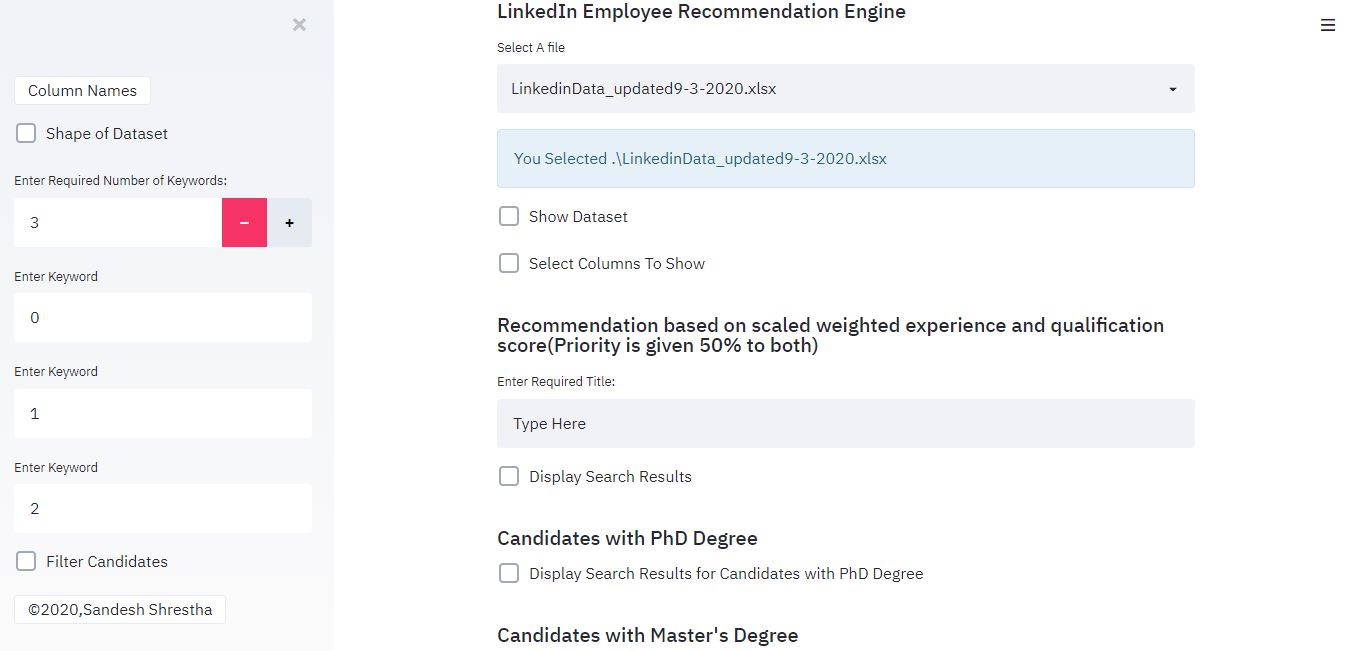 Column Names
Shape of Dataset
Enter Required Number of Keywords:
3
−
+
Enter Keyword
0
Enter Keyword
1
Enter Keyword
2
Filter Candidates
©2020,Sandesh Shrestha
LinkedIn Employee Recommendation Engine
Select A file
LinkedinData_updated9-3-2020.xlsx
You Selected .\LinkedinData_updated9-3-2020.xlsx
Show Dataset
Select Columns To Show
Recommendation based on scaled weighted experience and qualification
score(Priority is given 50% to both)
Enter Required Title:
Type Here
Display Search Results
Candidates with PhD Degree
Display Search Results for Candidates with PhD Degree
Candidates with Master's Degree